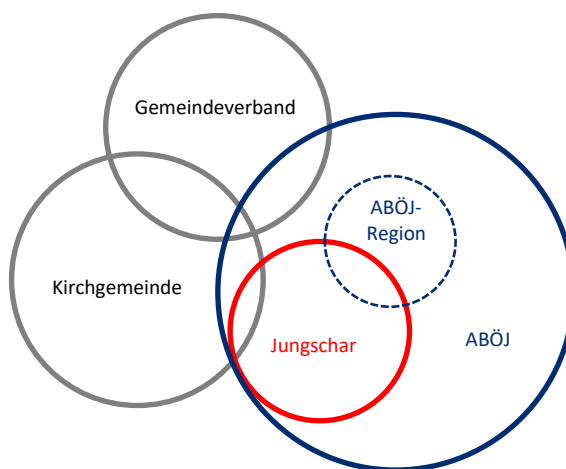 Gemeindeverband
ABÖJ-
Region
Kirchgemeinde
Jungschar
ABÖJ